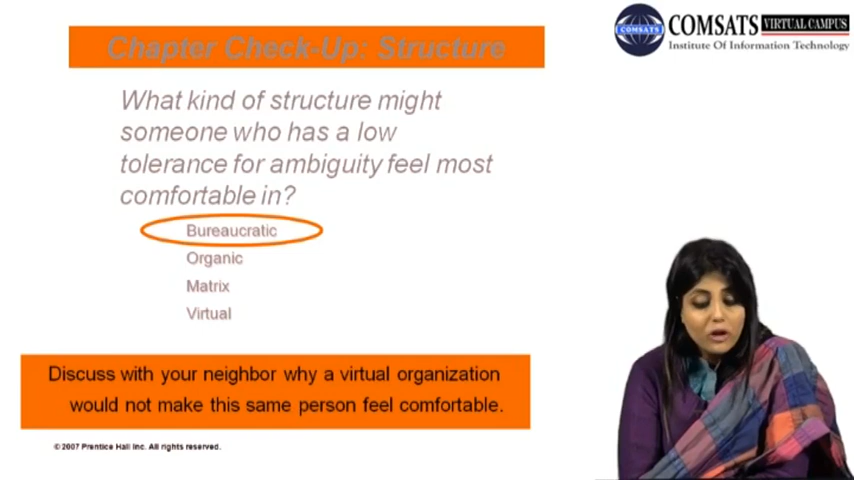 Chapter Check-Up: Structure
What kind of structure might
someone who has a low
tolerance for ambiguity feel most
comfortable in?
Bureaucratic
Organic
Matrix
Virtual
Discuss with your neighbor why a virtual organization
would not make this same person feel comfortable.
© 2007 Prentice Hall Inc. All rights reserved.
COMSATS
COMSATS VIRTUAL CAMPUS
Institute Of Information Technology